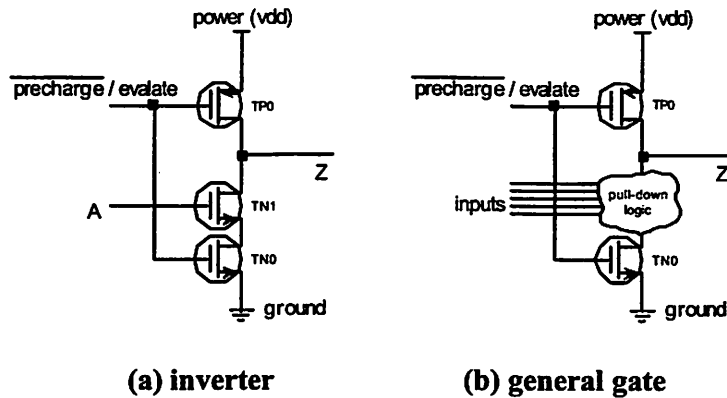 power (vdd)
precharge / evalate
TP0
Z
A
TN1
TN0
ground
(a) inverter
power (vdd)
precharge / evalate
TP0
Z
inputs
pull-down
logic
TN0
ground
(b) general gate